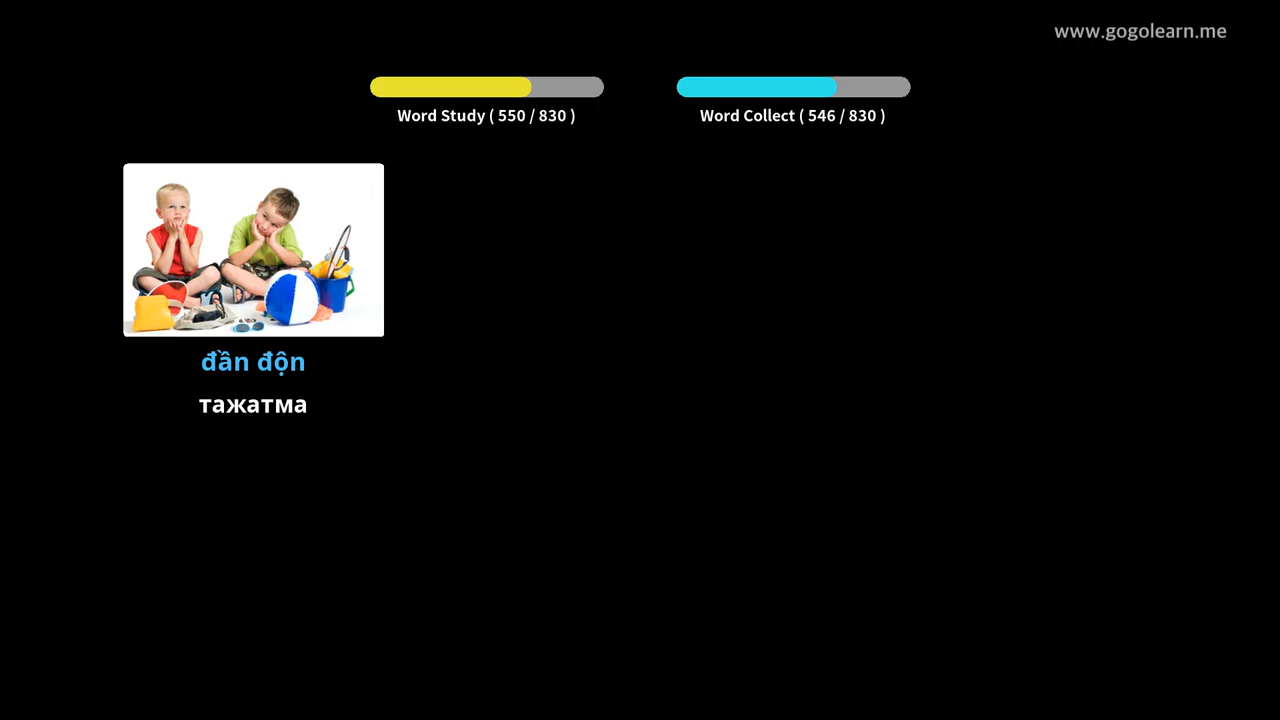 www.gogolearn.me
Word Study ( 550 / 830 )
Word Collect ( 546 / 830 )
đần độn
тажатма